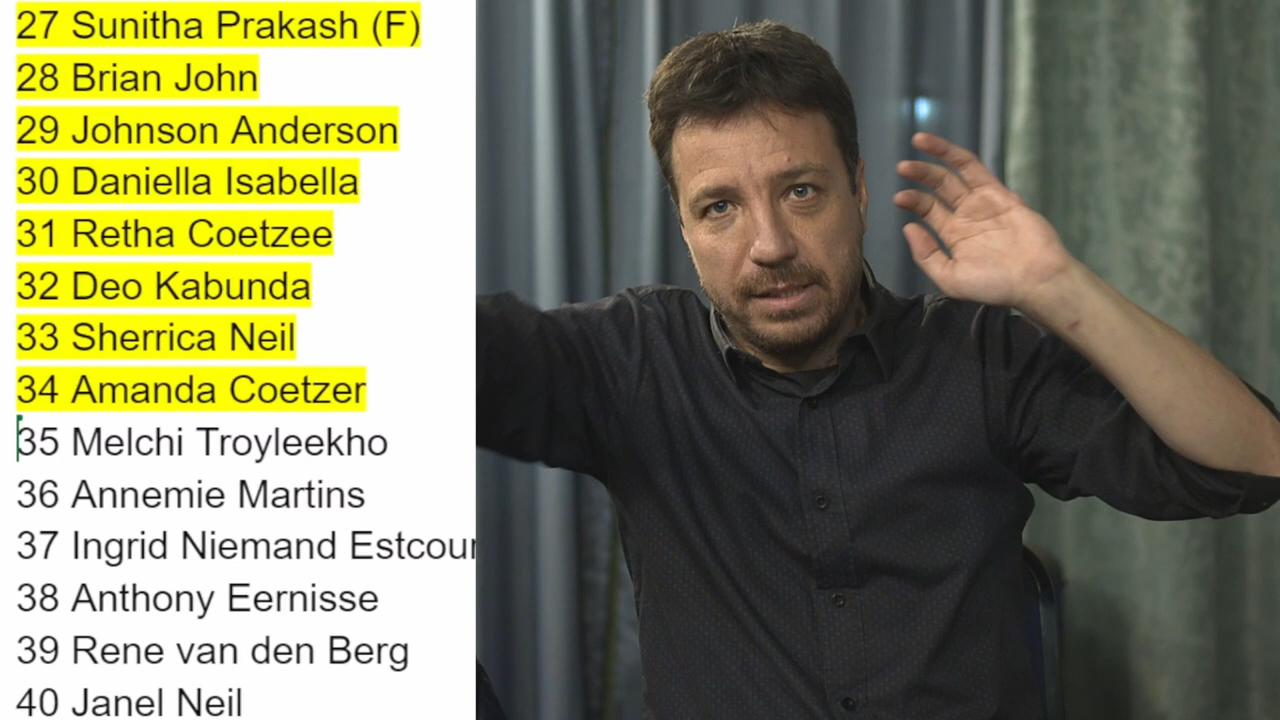 27 Sunitha Prakash (F)
28 Brian John
29 Johnson Anderson
30 Daniella Isabella
31 Retha Coetzee
32 Deo Kabunda
33 Sherrica Neil
34 Amanda Coetzer
35 Melchi Troyleekho
36 Annemie Martins
37 Ingrid Niemand Estcour
38 Anthony Eernisse
39 Rene van den Berg
40 Janel Neil